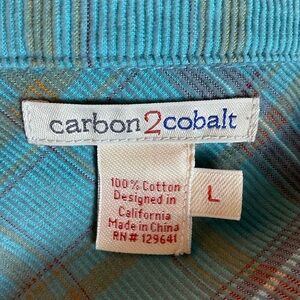 carbon2cobalt
100% Cotton
Designed in
California
Made in China
RN# 129641
L